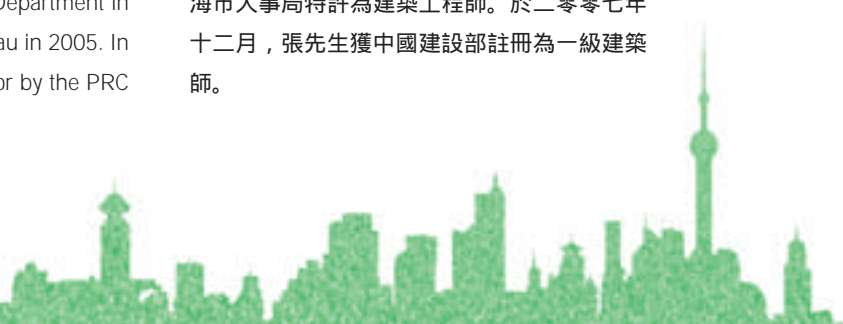 Department in
au in 2005. In
or by the PRC
海市人事局特許為建築工程師。於二零零七年
十二月，張先生獲中國建設部註冊為一級建築
師。